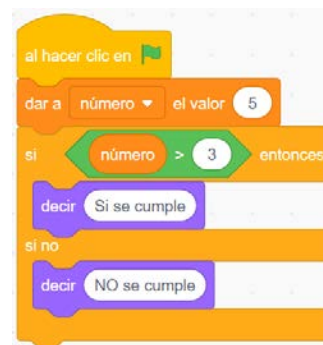 al hacer clic en
dar a número el valor 5
si número > 3 entonces
decir Si se cumple
si no
decir NO se cumple